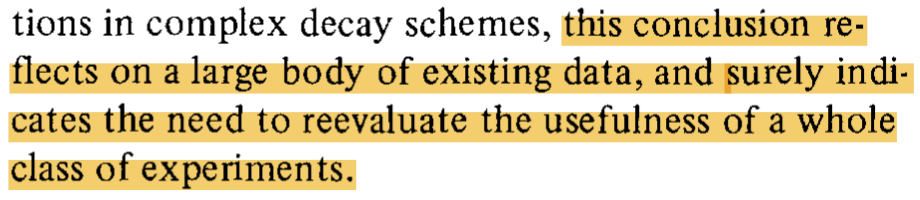 tions in complex decay schemes, this conclusion re-
flects on a large body of existing data, and surely indi-
cates the need to reevaluate the usefulness of a whole
class of experiments.